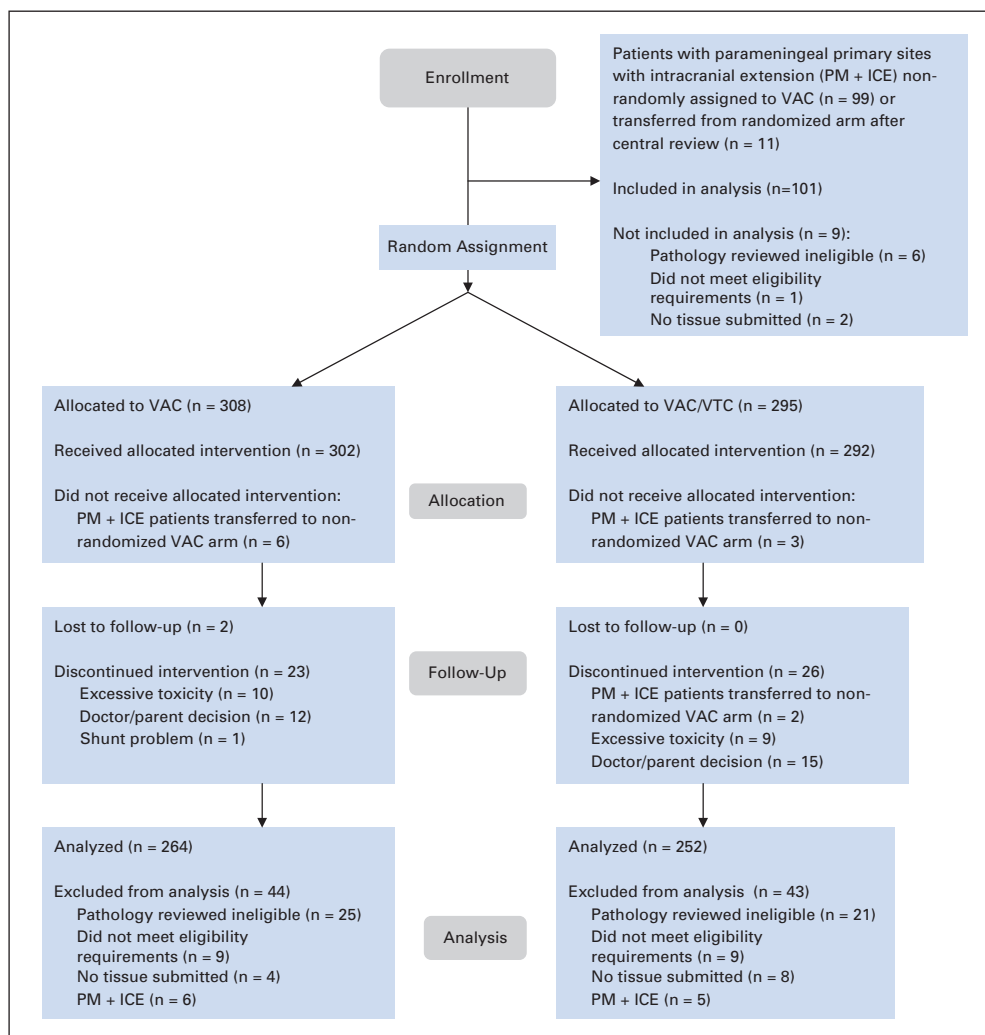 Enrollment
Patients with parameningeal primary sites
with intracranial extension (PM + ICE) non-
randomly assigned to VAC (n = 99) or
transferred from randomized arm after
central review (n = 11)
Included in analysis (n=101)
Not included in analysis (n = 9):
Pathology reviewed ineligible (n = 6)
Did not meet eligibility
requirements (n = 1)
No tissue submitted (n = 2)
Random Assignment
Allocated to VAC (n = 308)
Received allocated intervention (n = 302)
Did not receive allocated intervention:
PM + ICE patients transferred to non-
randomized VAC arm (n = 6)
Allocation
Allocated to VAC/VTC (n = 295)
Received allocated intervention (n = 292)
Did not receive allocated intervention:
PM + ICE patients transferred to non-
randomized VAC arm (n = 3)
Lost to follow-up (n = 2)
Discontinued intervention (n = 23)
Excessive toxicity (n = 10)
Doctor/parent decision (n = 12)
Shunt problem (n = 1)
Follow-Up
Lost to follow-up (n = 0)
Discontinued intervention (n = 26)
PM + ICE patients transferred to non-
randomized VAC arm (n = 2)
Excessive toxicity (n = 9)
Doctor/parent decision (n = 15)
Analyzed (n = 264)
Excluded from analysis (n = 44)
Pathology reviewed ineligible (n = 25)
Did not meet eligibility
requirements (n = 9)
No tissue submitted (n = 4)
PM + ICE (n = 6)
Analysis
Analyzed (n = 252)
Excluded from analysis (n = 43)
Pathology reviewed ineligible (n = 21)
Did not meet eligibility
requirements (n = 9)
No tissue submitted (n = 8)
PM + ICE (n = 5)